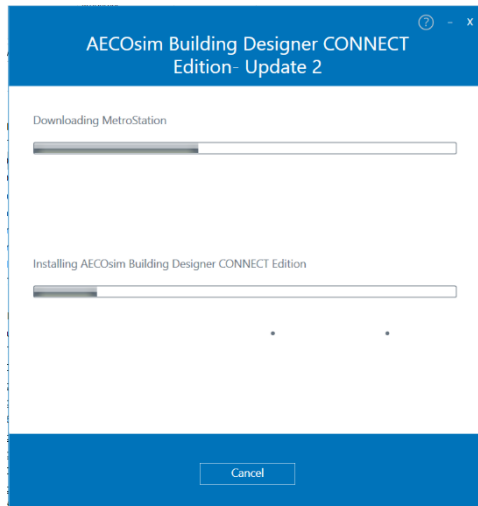 AECOsim Building Designer CONNECT
Edition- Update 2
Downloading MetroStation
Installing AECOsim Building Designer CONNECT Edition
Cancel